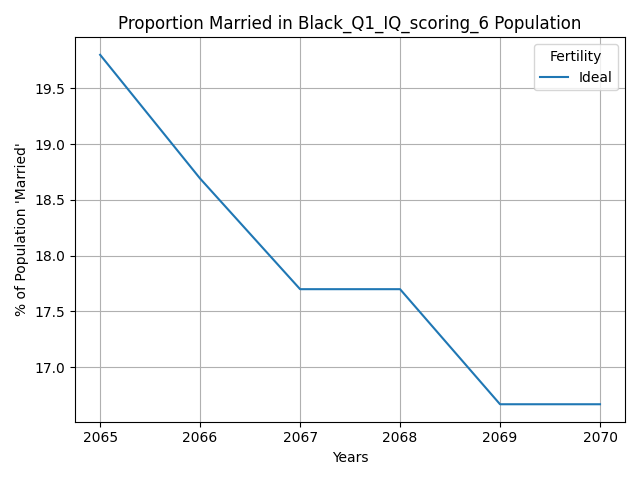 Proportion Married in Black_Q1_IQ_scoring_6 Population
Fertility
Ideal
% of Population 'Married'
19.5
19.0
18.5
18.0
17.5
17.0
2065 2066 2067 2068 2069 2070
Years